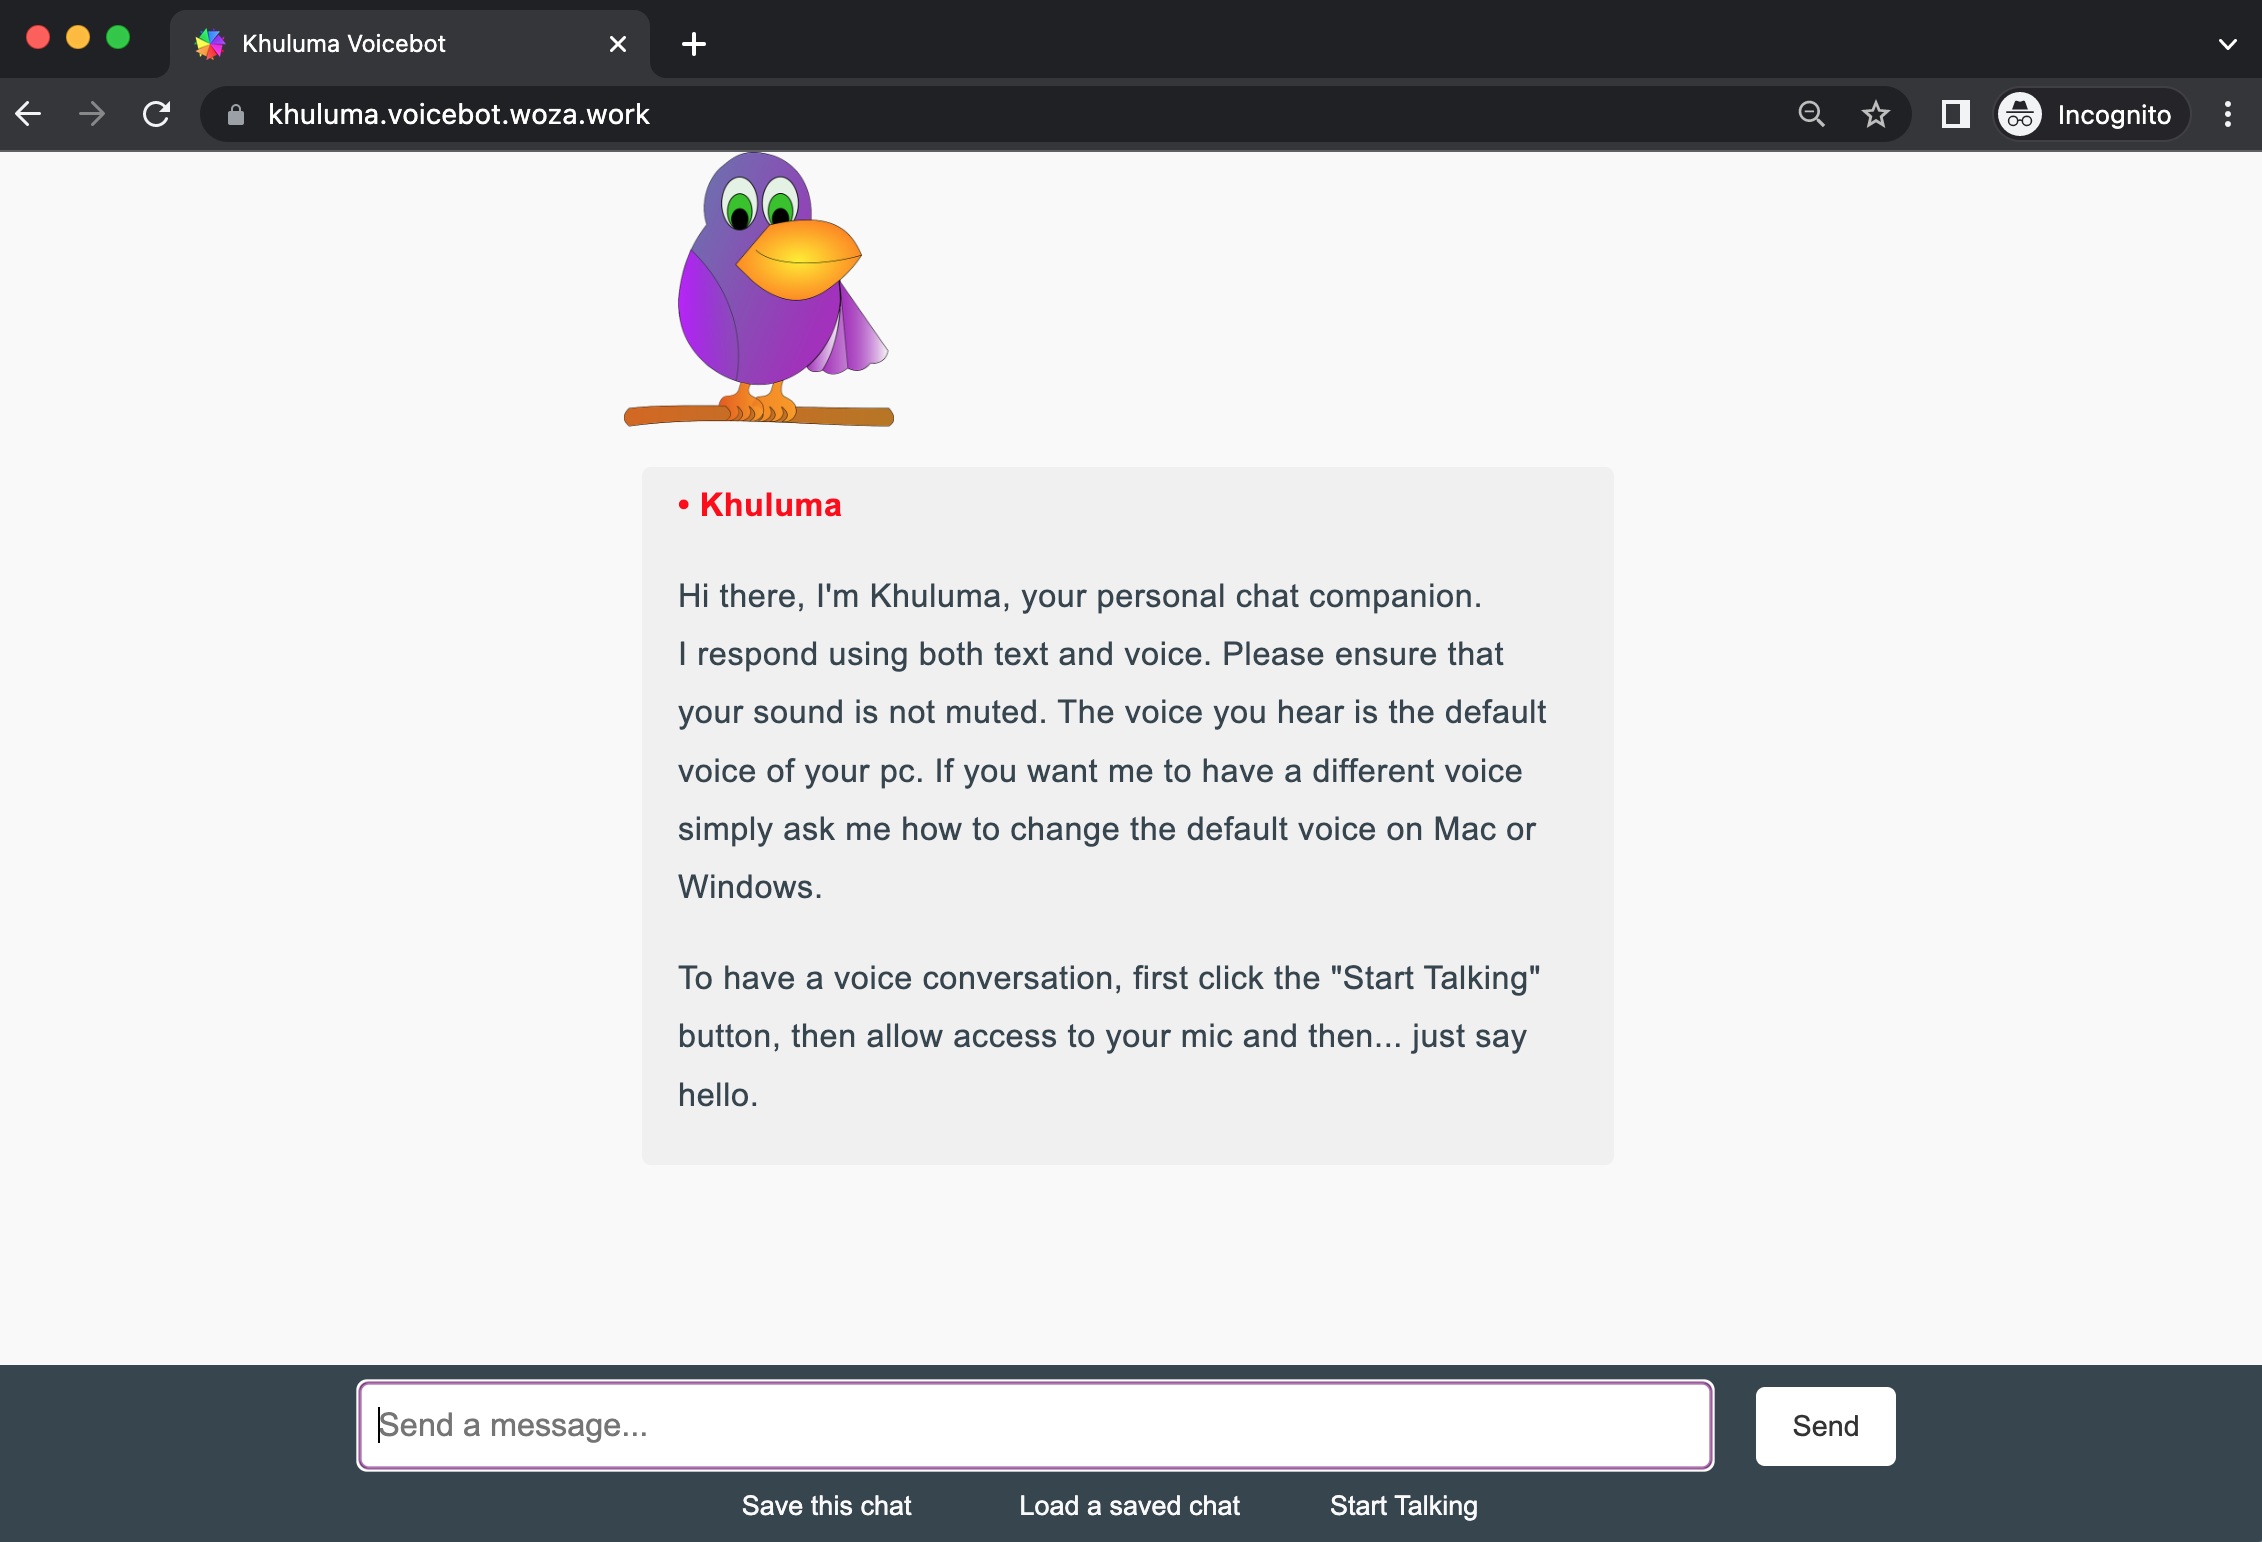 Khuluma Voicebot
khuluma.voicebot.woza.work
Incognito
• Khuluma
Hi there, I'm Khuluma, your personal chat companion.
I respond using both text and voice. Please ensure that
your sound is not muted. The voice you hear is the default
voice of your pc. If you want me to have a different voice
simply ask me how to change the default voice on Mac or
Windows.
To have a voice conversation, first click the "Start Talking"
button, then allow access to your mic and then... just say
hello.
Send a message...
Send
Save this chat
Load a saved chat
Start Talking